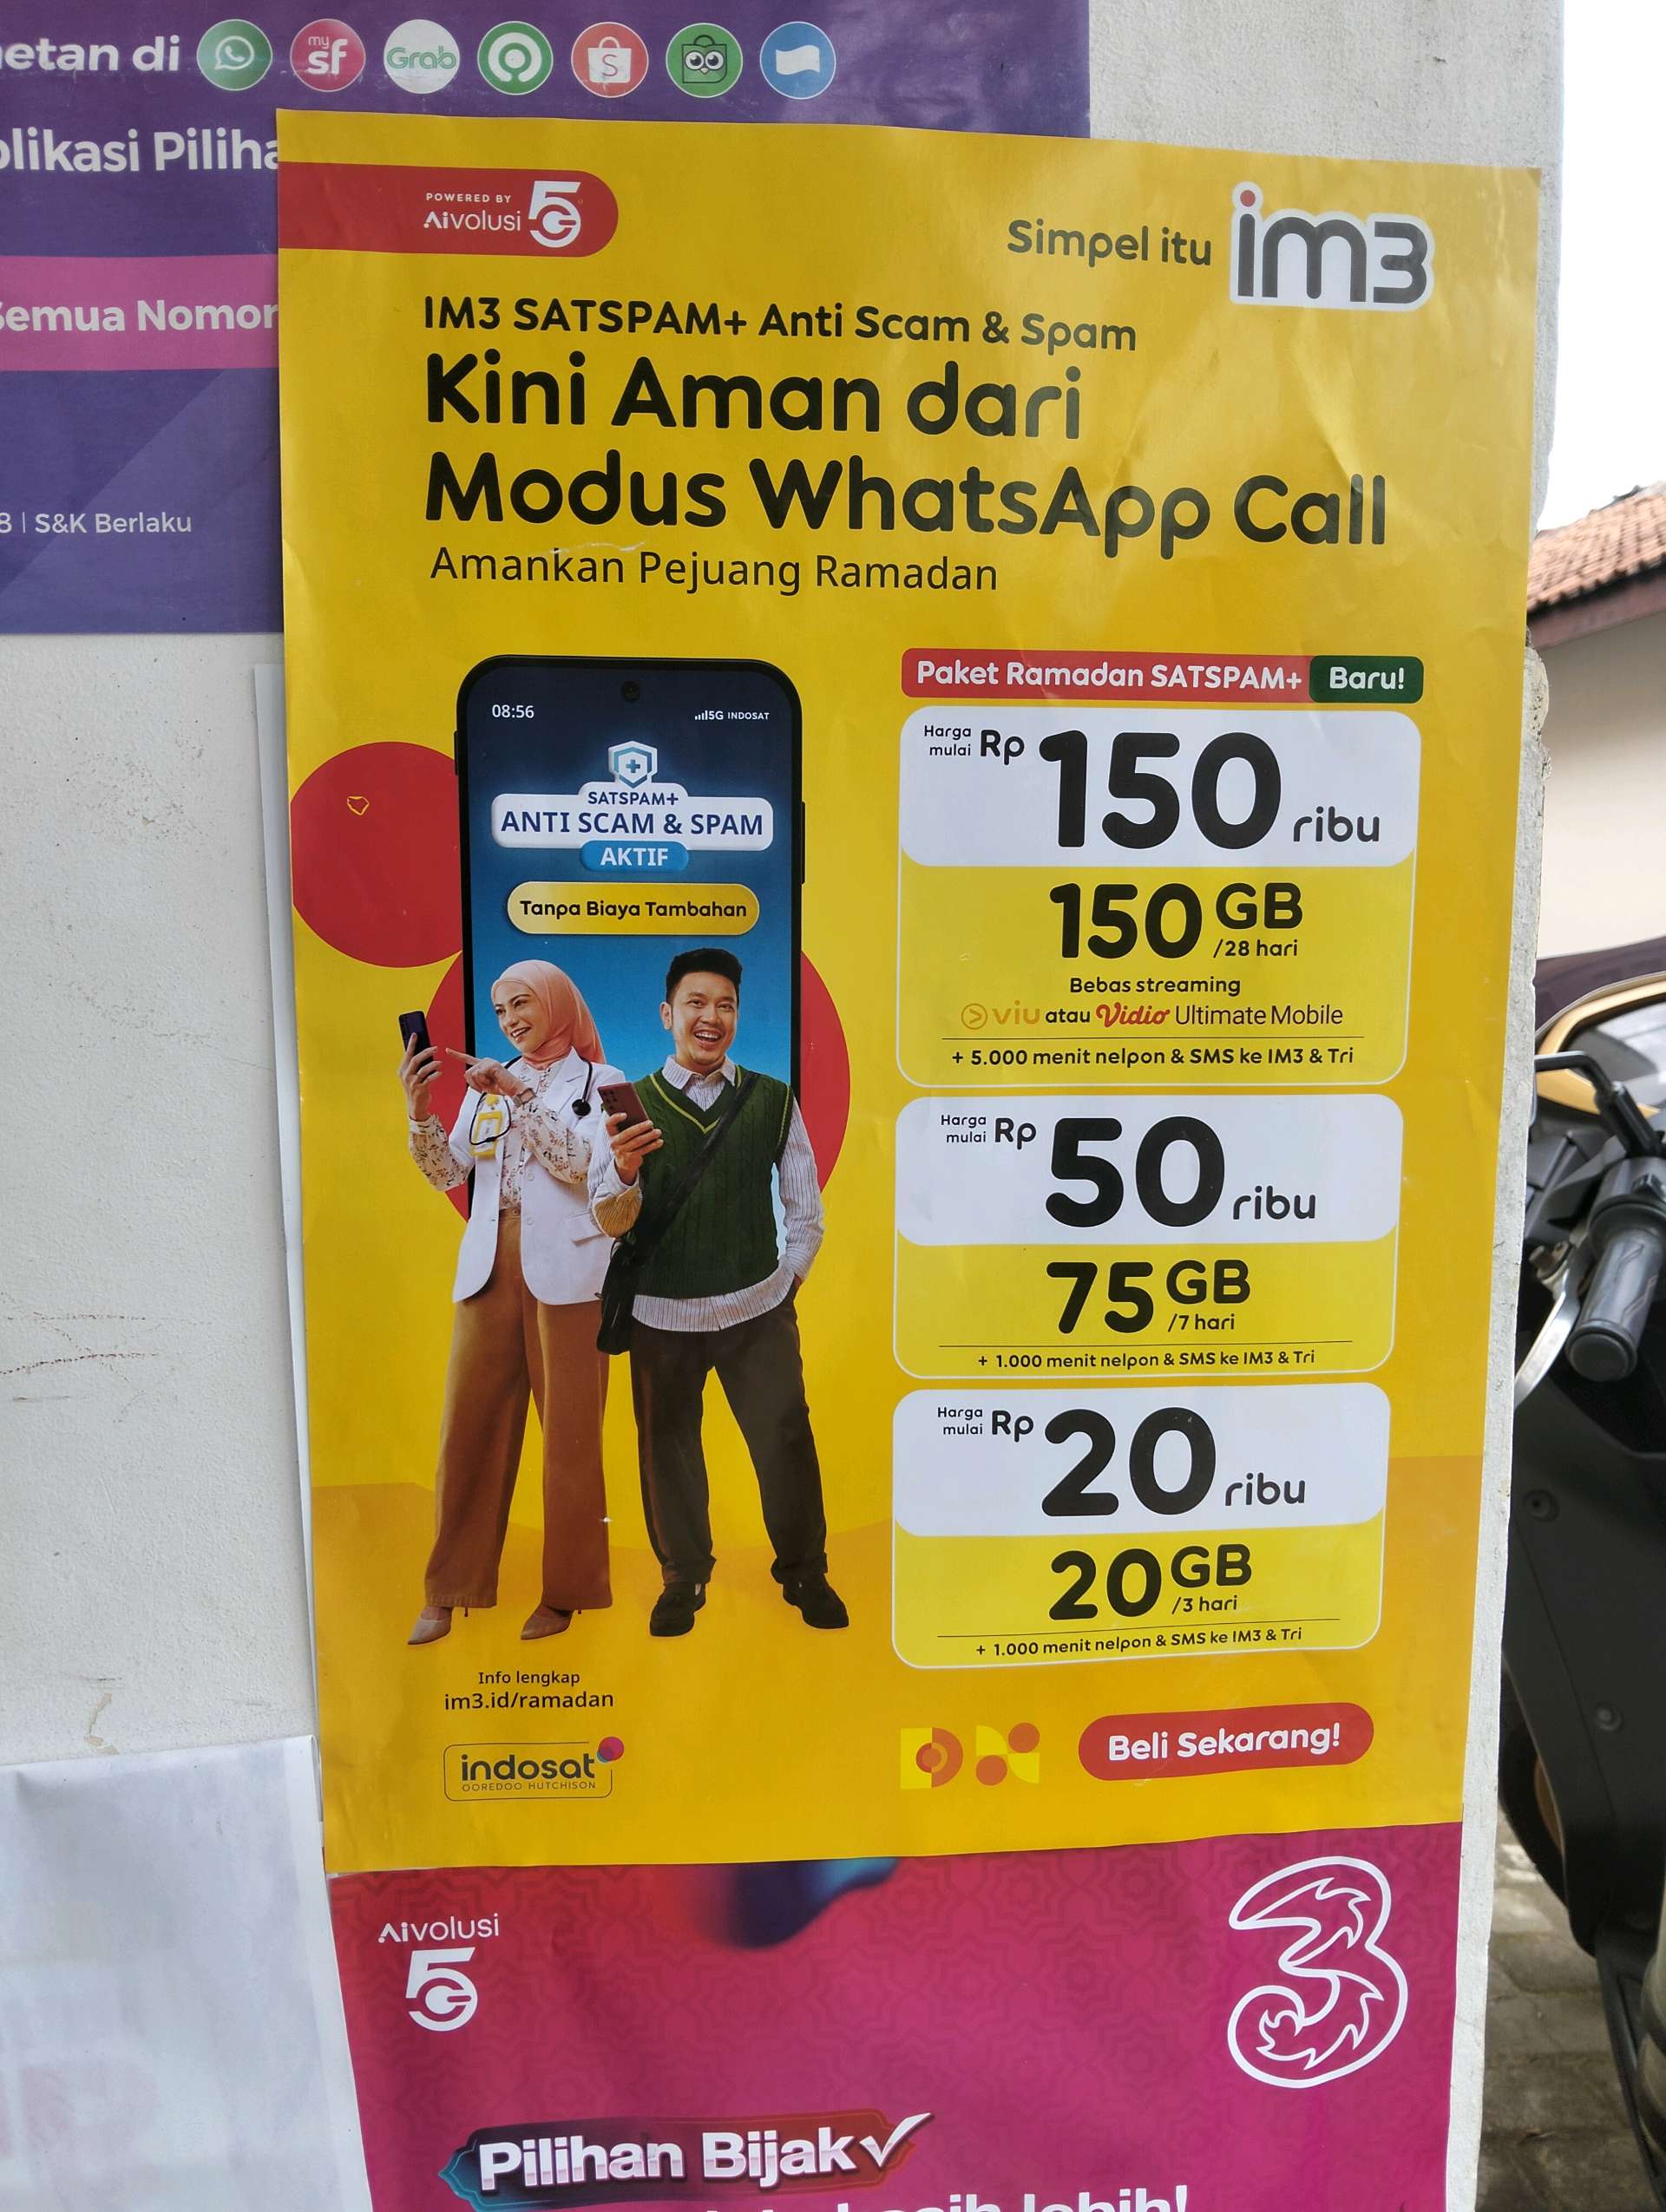 etan di
my
sf
Grab
S
likasi Piliha
Semua Nomor
8 | S&K Berlaku
POWERED BY
Aivolusi 5G
Simpel itu im3
IM3 SATSPAM+ Anti Scam & Spam
Kini Aman dari
Modus WhatsApp Call
Amankan Pejuang Ramadan
08:56
5G INDOSAT
SATSPAM+
ANTI SCAM & SPAM
AKTIF
Tanpa Biaya Tambahan
Paket Ramadan SATSPAM+ Baru!
Harga mulai Rp 150 ribu
150 GB
/28 hari
Bebas streaming
viu atau Vidio Ultimate Mobile
+ 5.000 menit nelpon & SMS ke IM3 & Tri
Harga mulai Rp 50 ribu
75 GB
/7 hari
+ 1.000 menit nelpon & SMS ke IM3 & Tri
Harga mulai Rp 20 ribu
20 GB
/3 hari
+ 1.000 menit nelpon & SMS ke IM3 & Tri
Info lengkap
im3.id/ramadan
indosat
OOREDOO HUTCHISON
Beli Sekarang!
Aivolusi
5G
3
Pilihan Bijak
lebih!